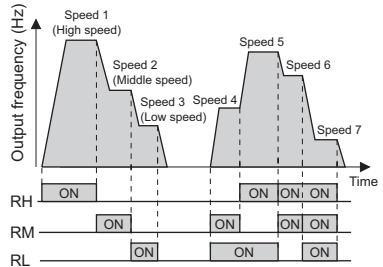 Output frequency (Hz)
Speed 1
(High speed)
Speed 2
(Middle speed)
Speed 3
(Low speed)
Speed 4
Speed 5
Speed 6
Speed 7
Time
RH
ON
ON
ON
ON
RM
ON
ON
ON
ON
RL
ON
ON
ON